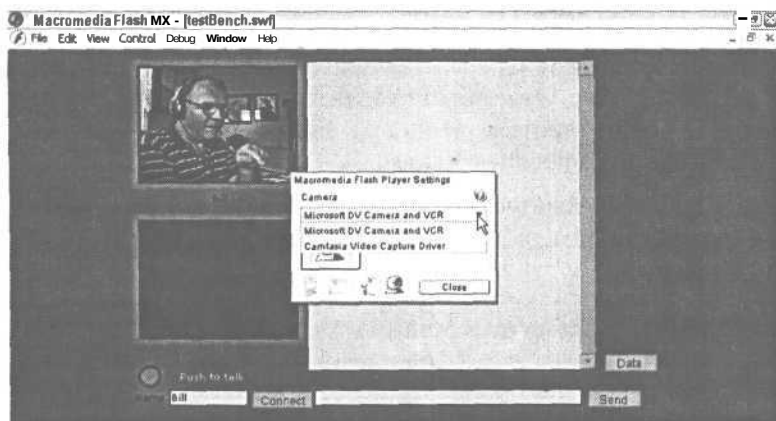 Macromedia Flash MX - [testBench.swf]
File Edit View Control Debug Window Help
Macromedia Flash Player Settings
Camera
Microsoft DV Camera and VCR
Microsoft DV Camera and VCR
Camtasia Video Capture Driver
Close
Data
Push to talk
Name Bill Connect Send